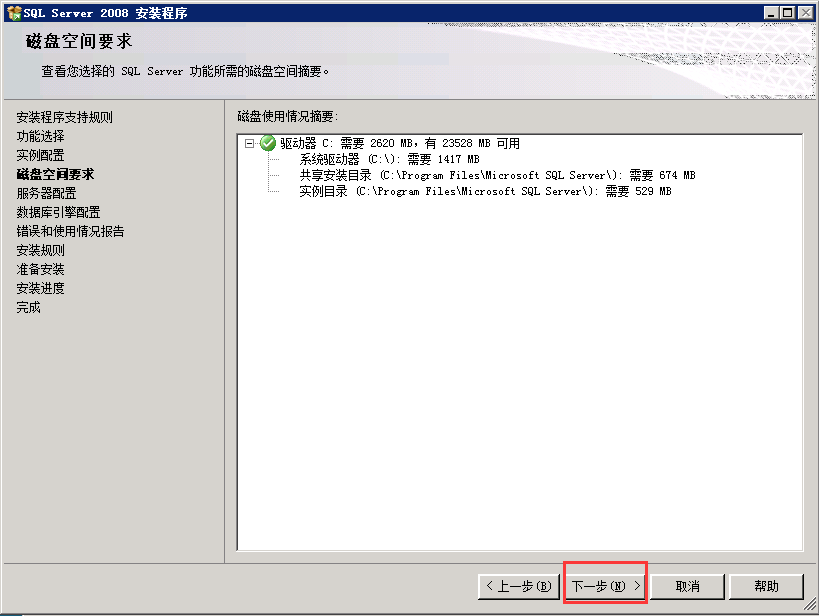 SQL Server 2008 安装程序
磁盘空间要求
查看您选择的 SQL Server 功能所需的磁盘空间摘要。
安装程序支持规则
功能选择
实例配置
磁盘空间要求
服务器配置
数据库引擎配置
错误和使用情况报告
安装规则
准备安装
安装进度
完成
磁盘使用情况摘要:
驱动器 C: 需要 2620 MB，有 23528 MB 可用
系统驱动器 (C:\): 需要 1417 MB
共享安装目录 (C:\Program Files\Microsoft SQL Server\): 需要 674 MB
实例目录 (C:\Program Files\Microsoft SQL Server\): 需要 529 MB
< 上一步(B)
下一步(N) >
取消
帮助